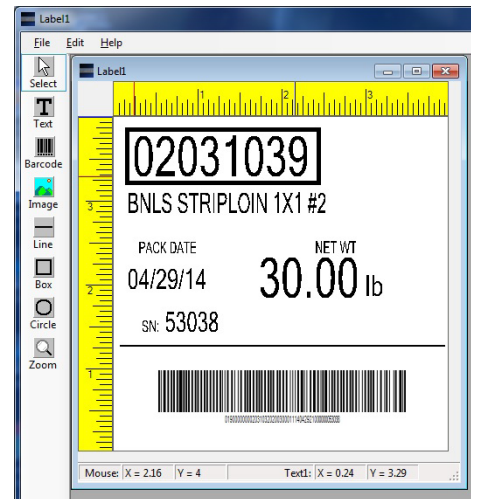 Label1
File Edit Help
Select
Text
Barcode
Image
Line
Box
Circle
Zoom
Label1
1 2 3
3
2
1
02031039
BNLS STRIPLOIN 1X1 #2
PACK DATE NET WT
04/29/14 30.00 lb
SN: 53038
Mouse: X = 2.16 Y = 4 Text1: X = 0.24 Y = 3.29